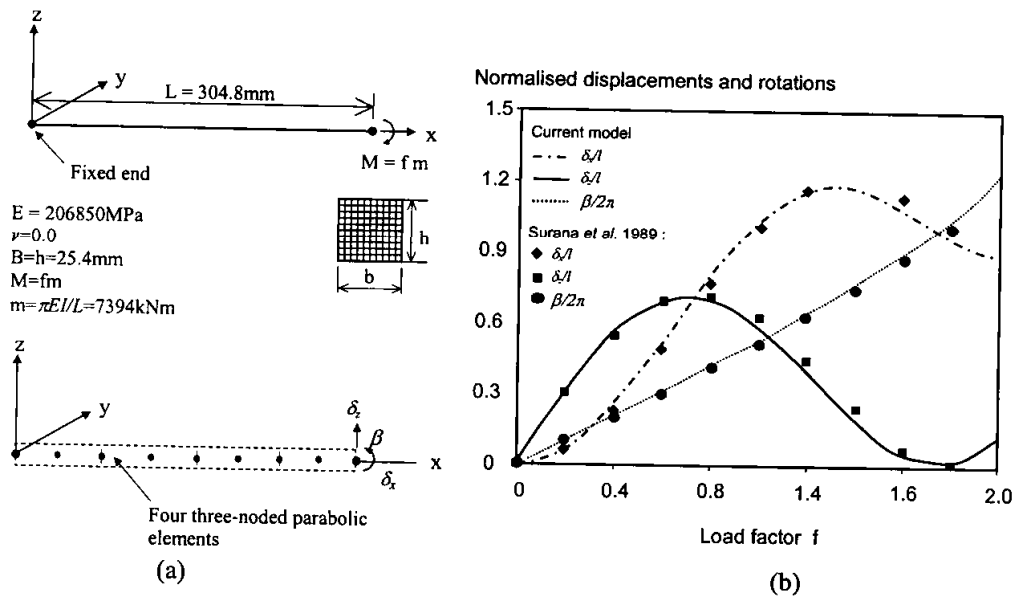 z
y
L = 304.8mm
x
M = f m
Fixed end
E = 206850MPa
ν=0.0
B=h=25.4mm
M=fm
m=πEI/L=7394kNm
h
b
z
y
δz
β
x
δx
Four three-noded parabolic
elements
(a)
Normalised displacements and rotations
1.5
1.2
0.9
0.6
0.3
0
Current model
δx/l
δz/l
β/2π
Surana et al. 1989 :
δx/l
δz/l
β/2π
0 0.4 0.8 1.4 1.6 2.0
Load factor f
(b)